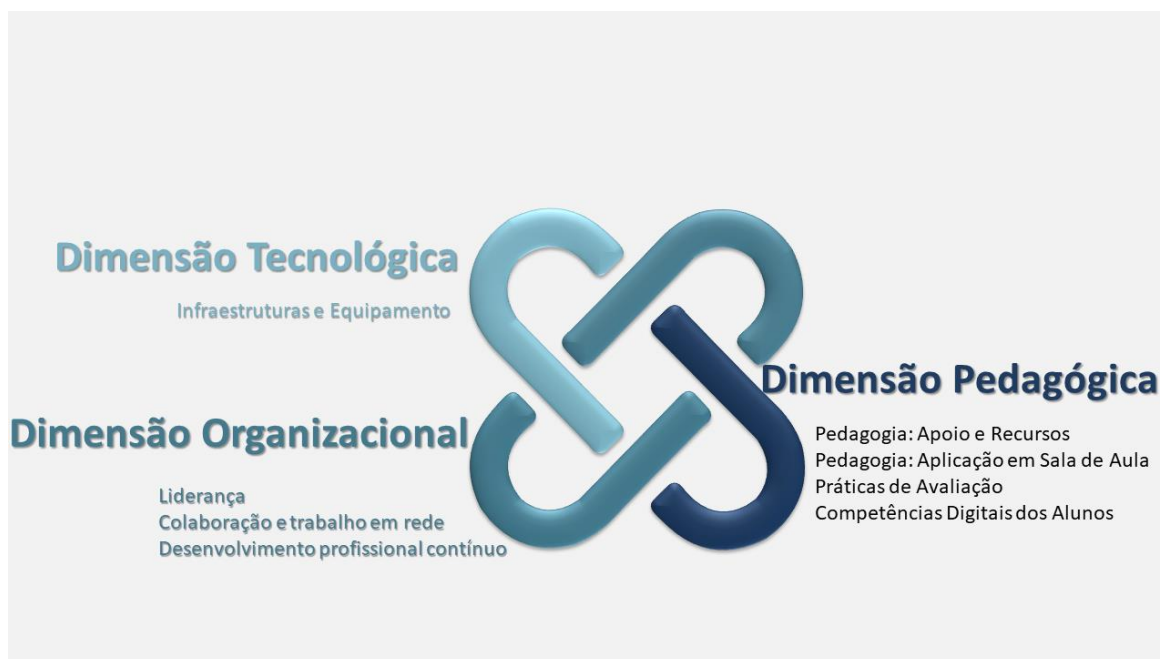 Dimensão Tecnológica
Infraestruturas e Equipamento
Dimensão Organizacional
Liderança
Colaboração e trabalho em rede
Desenvolvimento profissional contínuo
Dimensão Pedagógica
Pedagogia: Apoio e Recursos
Pedagogia: Aplicação em Sala de Aula
Práticas de Avaliação
Competências Digitais dos Alunos